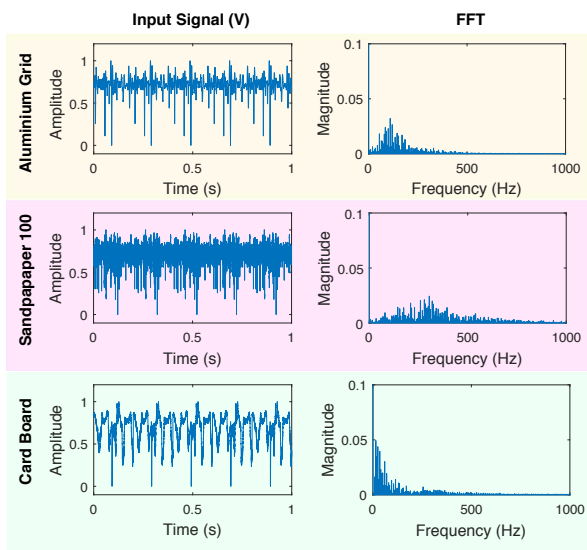 Input Signal (V) FFT
Aluminium Grid
Amplitude
1
0.5
0
0 0.5 1
Time (s)
Magnitude
0.1
0.05
0
0 500 1000
Frequency (Hz)
Sandpapaper 100
Amplitude
1
0.5
0
0 0.5 1
Time (s)
Magnitude
0.1
0.05
0
0 500 1000
Frequency (Hz)
Card Board
Amplitude
1
0.5
0
0 0.5 1
Time (s)
Magnitude
0.1
0.05
0
0 500 1000
Frequency (Hz)